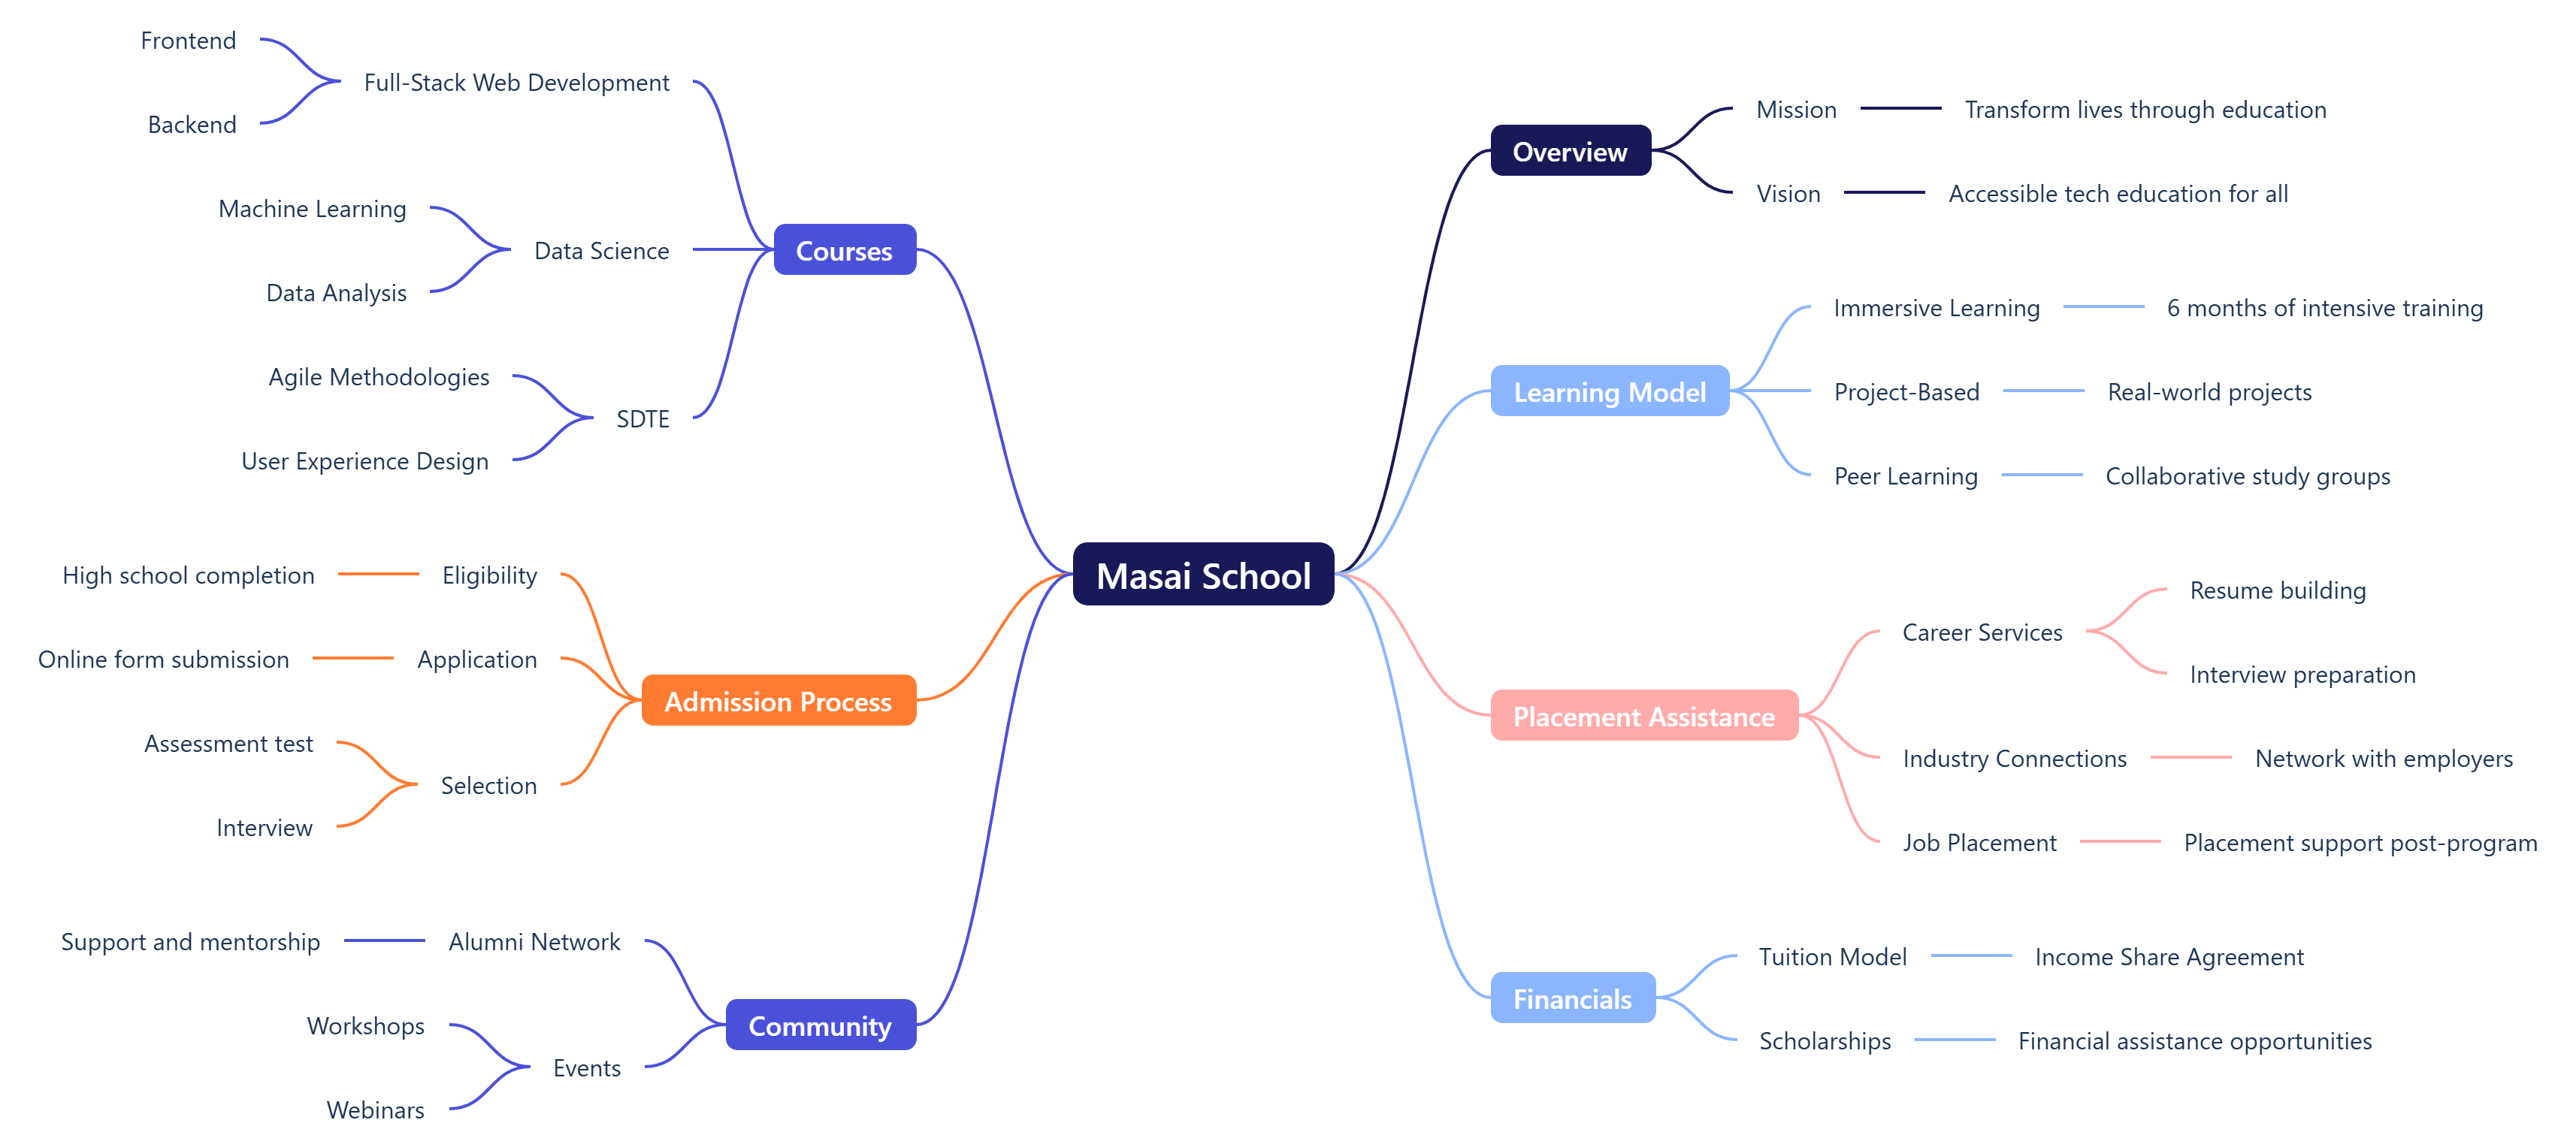 Masai School
Overview
Mission
Transform lives through education
Vision
Accessible tech education for all
Learning Model
Immersive Learning
6 months of intensive training
Project-Based
Real-world projects
Peer Learning
Collaborative study groups
Placement Assistance
Career Services
Resume building
Interview preparation
Industry Connections
Network with employers
Job Placement
Placement support post-program
Financials
Tuition Model
Income Share Agreement
Scholarships
Financial assistance opportunities
Courses
Full-Stack Web Development
Frontend
Backend
Data Science
Machine Learning
Data Analysis
SDTE
Agile Methodologies
User Experience Design
Admission Process
Eligibility
High school completion
Application
Online form submission
Selection
Assessment test
Interview
Community
Alumni Network
Support and mentorship
Events
Workshops
Webinars